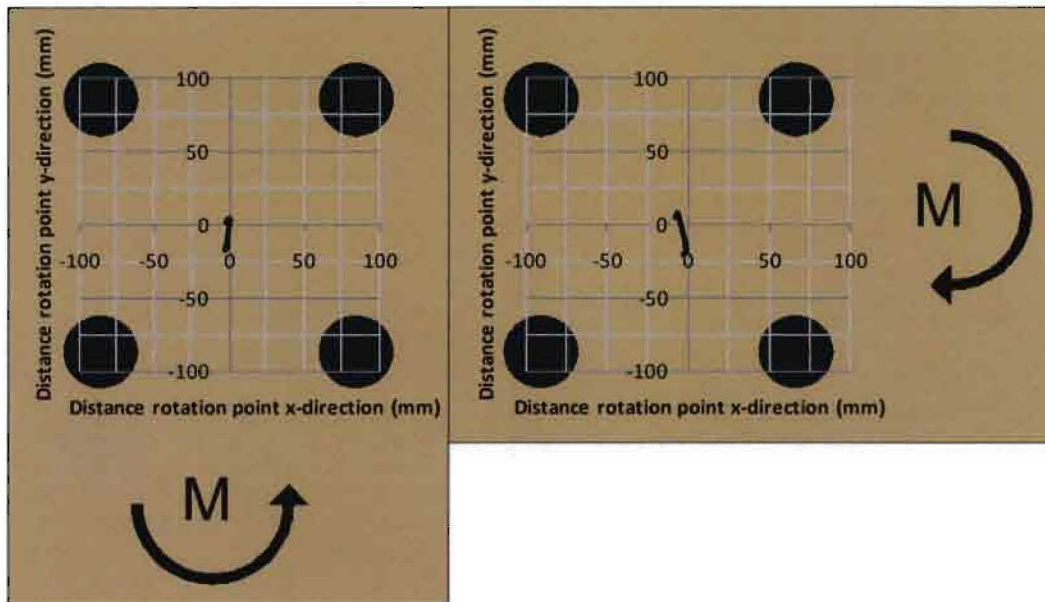 Distance rotation point y-direction (mm)
100
50
0
-100 -50 0 50 100
-50
-100
Distance rotation point x-direction (mm)
M
Distance rotation point y-direction (mm)
100
50
0
-100 -50 0 50 100
-50
-100
Distance rotation point x-direction (mm)
M